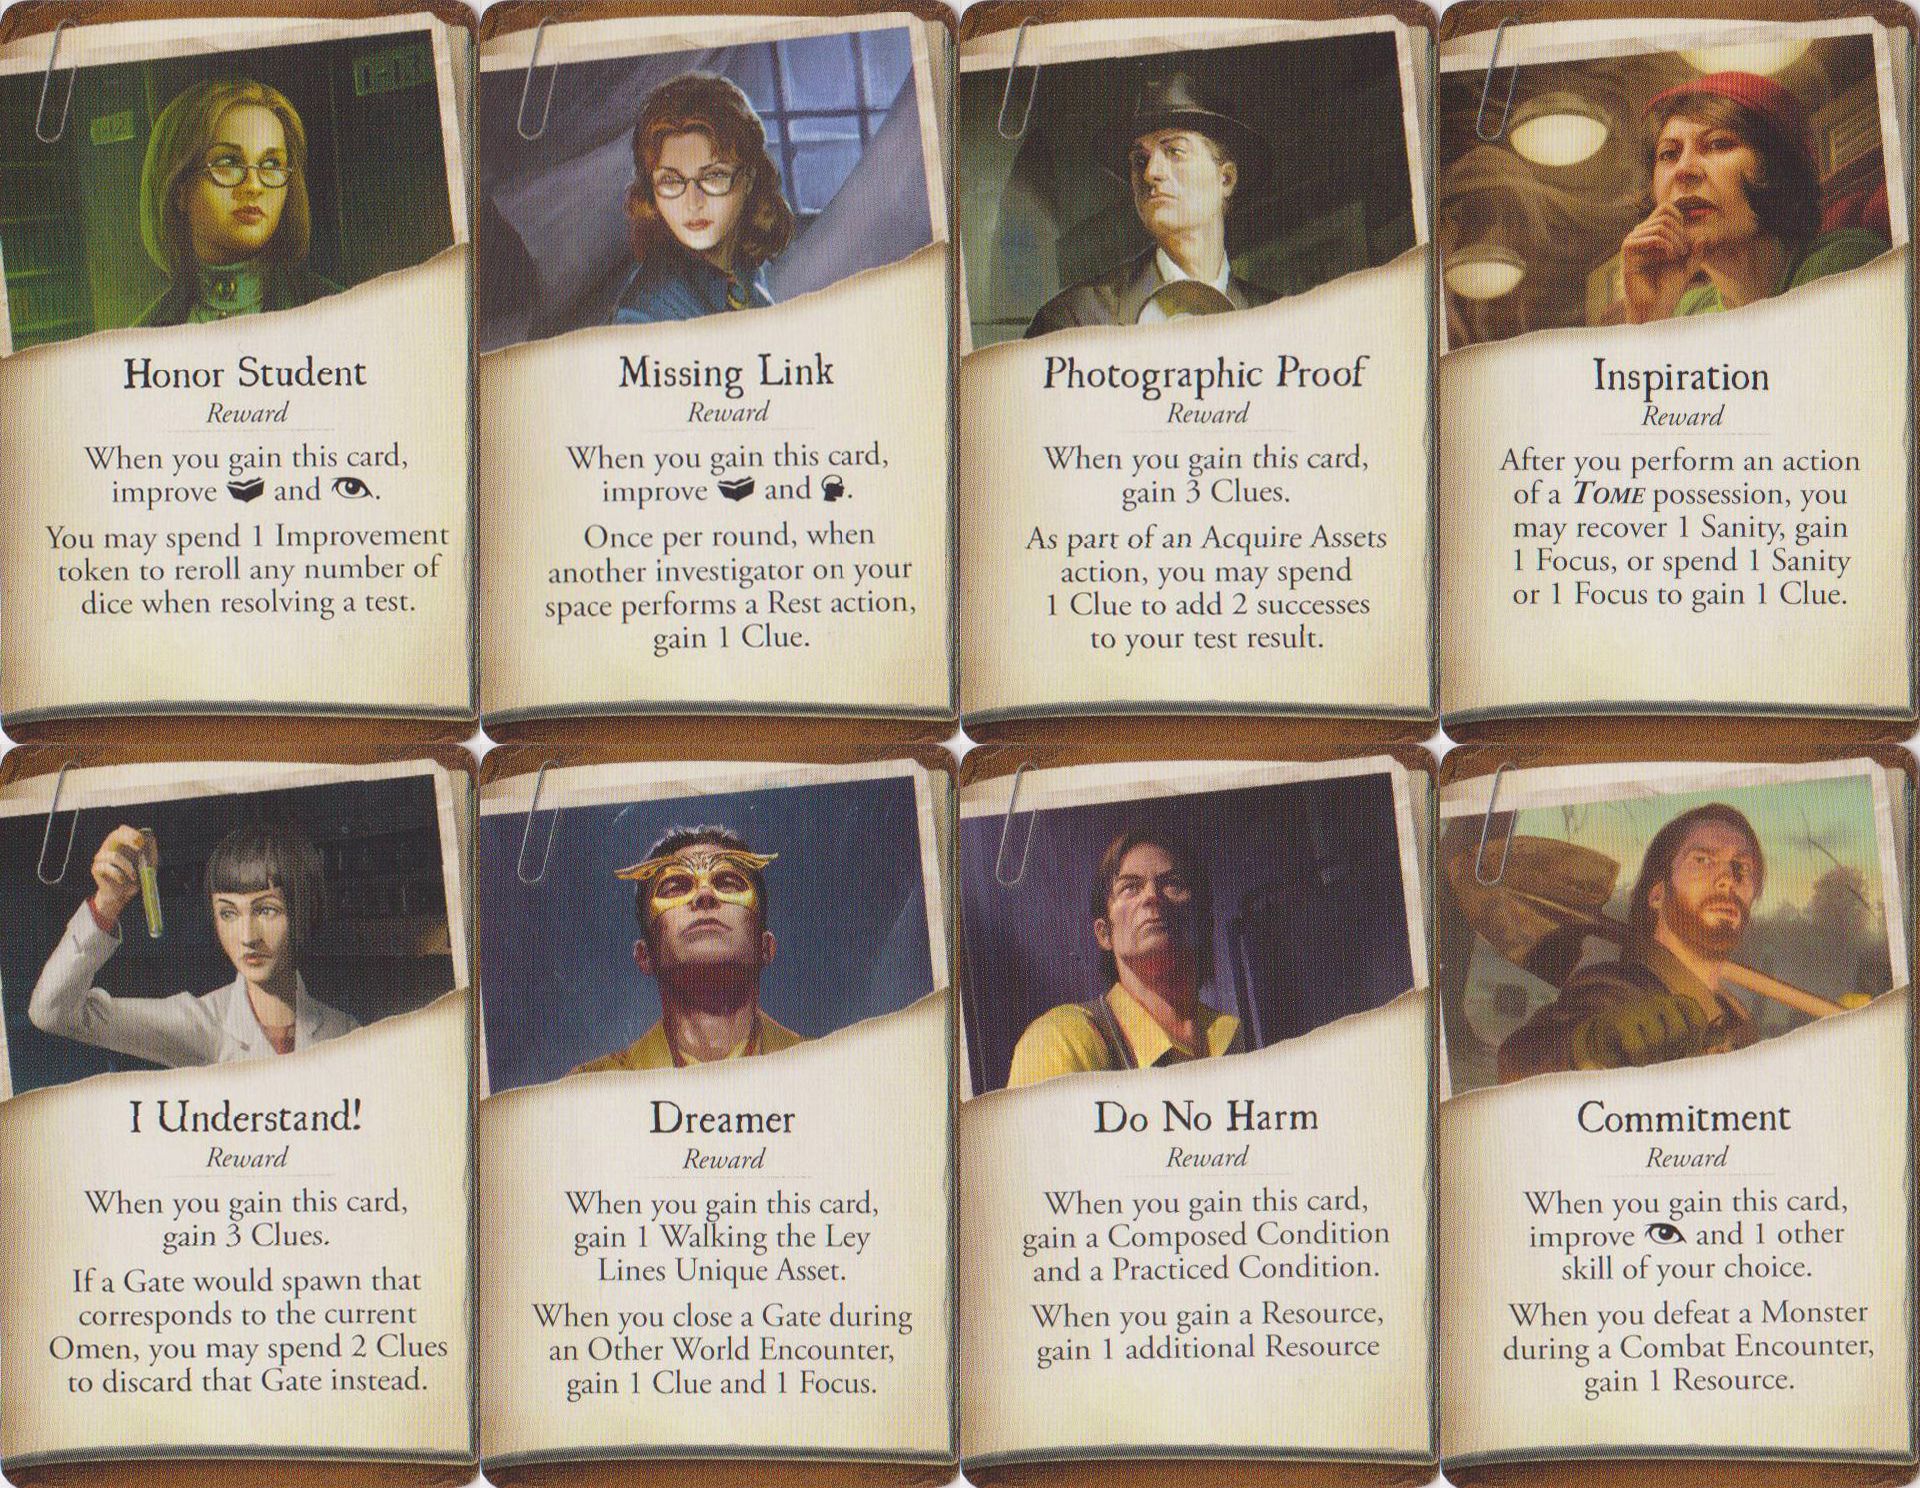 Honor Student
Reward
When you gain this card,
improve and .
You may spend 1 Improvement
token to reroll any number of
dice when resolving a test.
Missing Link
Reward
When you gain this card,
improve and .
Once per round, when
another investigator on your
space performs a Rest action,
gain 1 Clue.
Photographic Proof
Reward
When you gain this card,
gain 3 Clues.
As part of an Acquire Assets
action, you may spend
1 Clue to add 2 successes
to your test result.
Inspiration
Reward
After you perform an action
of a TOME possession, you
may recover 1 Sanity, gain
1 Focus, or spend 1 Sanity
or 1 Focus to gain 1 Clue.
I Understand!
Reward
When you gain this card,
gain 3 Clues.
If a Gate would spawn that
corresponds to the current
Omen, you may spend 2 Clues
to discard that Gate instead.
Dreamer
Reward
When you gain this card,
gain 1 Walking the Ley
Lines Unique Asset.
When you close a Gate during
an Other World Encounter,
gain 1 Clue and 1 Focus.
Do No Harm
Reward
When you gain this card,
gain a Composed Condition
and a Practiced Condition.
When you gain a Resource,
gain 1 additional Resource
Commitment
Reward
When you gain this card,
improve and 1 other
skill of your choice.
When you defeat a Monster
during a Combat Encounter,
gain 1 Resource.